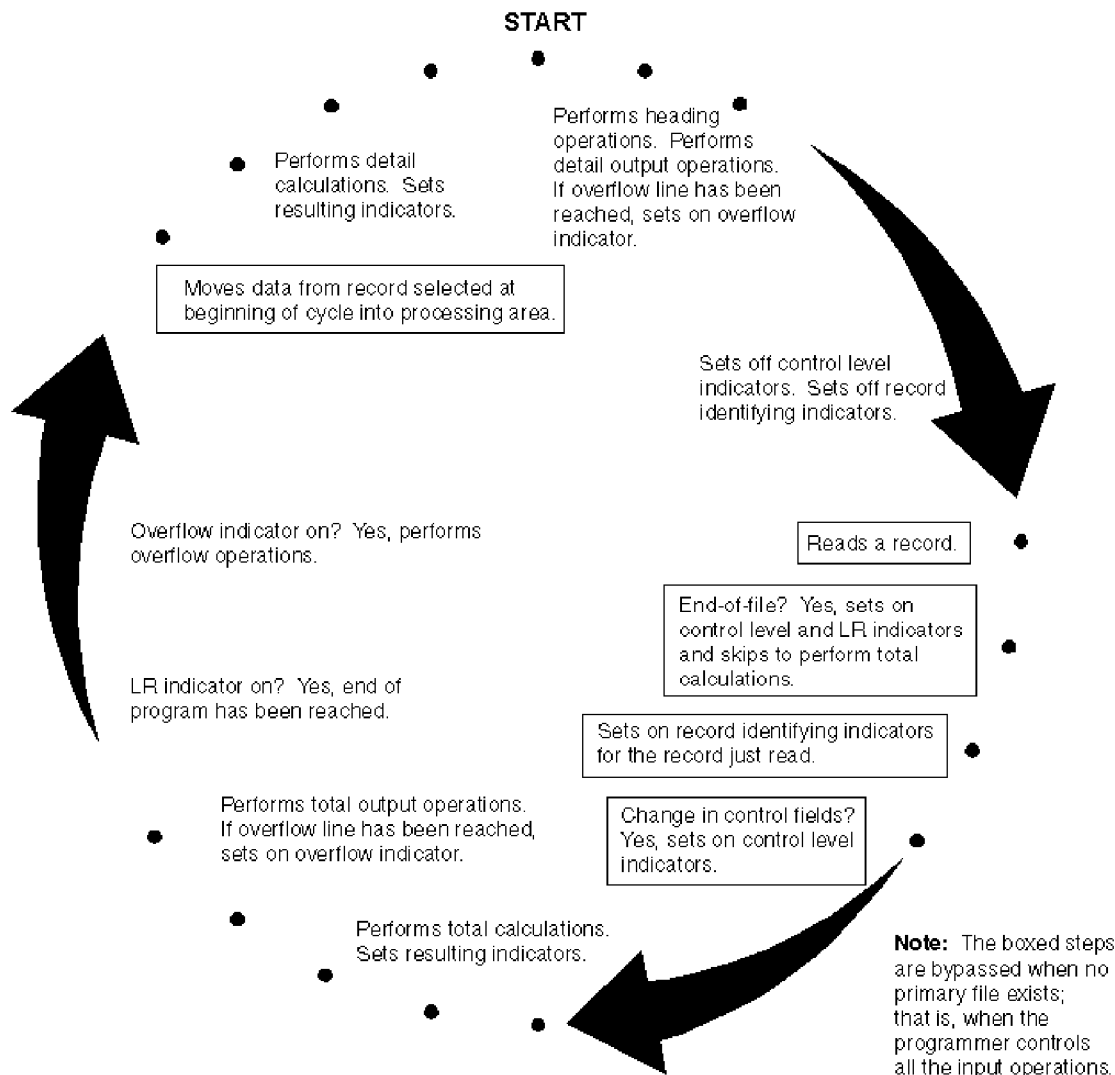 START
Performs heading
operations. Performs
detail output operations.
If overflow line has been
reached, sets on overflow
indicator.
Sets off control level
indicators. Sets off record
identifying indicators.
Reads a record.
End-of-file? Yes, sets on
control level and LR indicators
and skips to perform total
calculations.
Sets on record identifying indicators
for the record just read.
Change in control fields?
Yes, sets on control level
indicators.
Performs total calculations.
Sets resulting indicators.
Performs total output operations.
If overflow line has been reached,
sets on overflow indicator.
LR indicator on? Yes, end of
program has been reached.
Overflow indicator on? Yes, performs
overflow operations.
Moves data from record selected at
beginning of cycle into processing area.
Performs detail
calculations. Sets
resulting indicators.
Note: The boxed steps
are bypassed when no
primary file exists;
that is, when the
programmer controls
all the input operations.